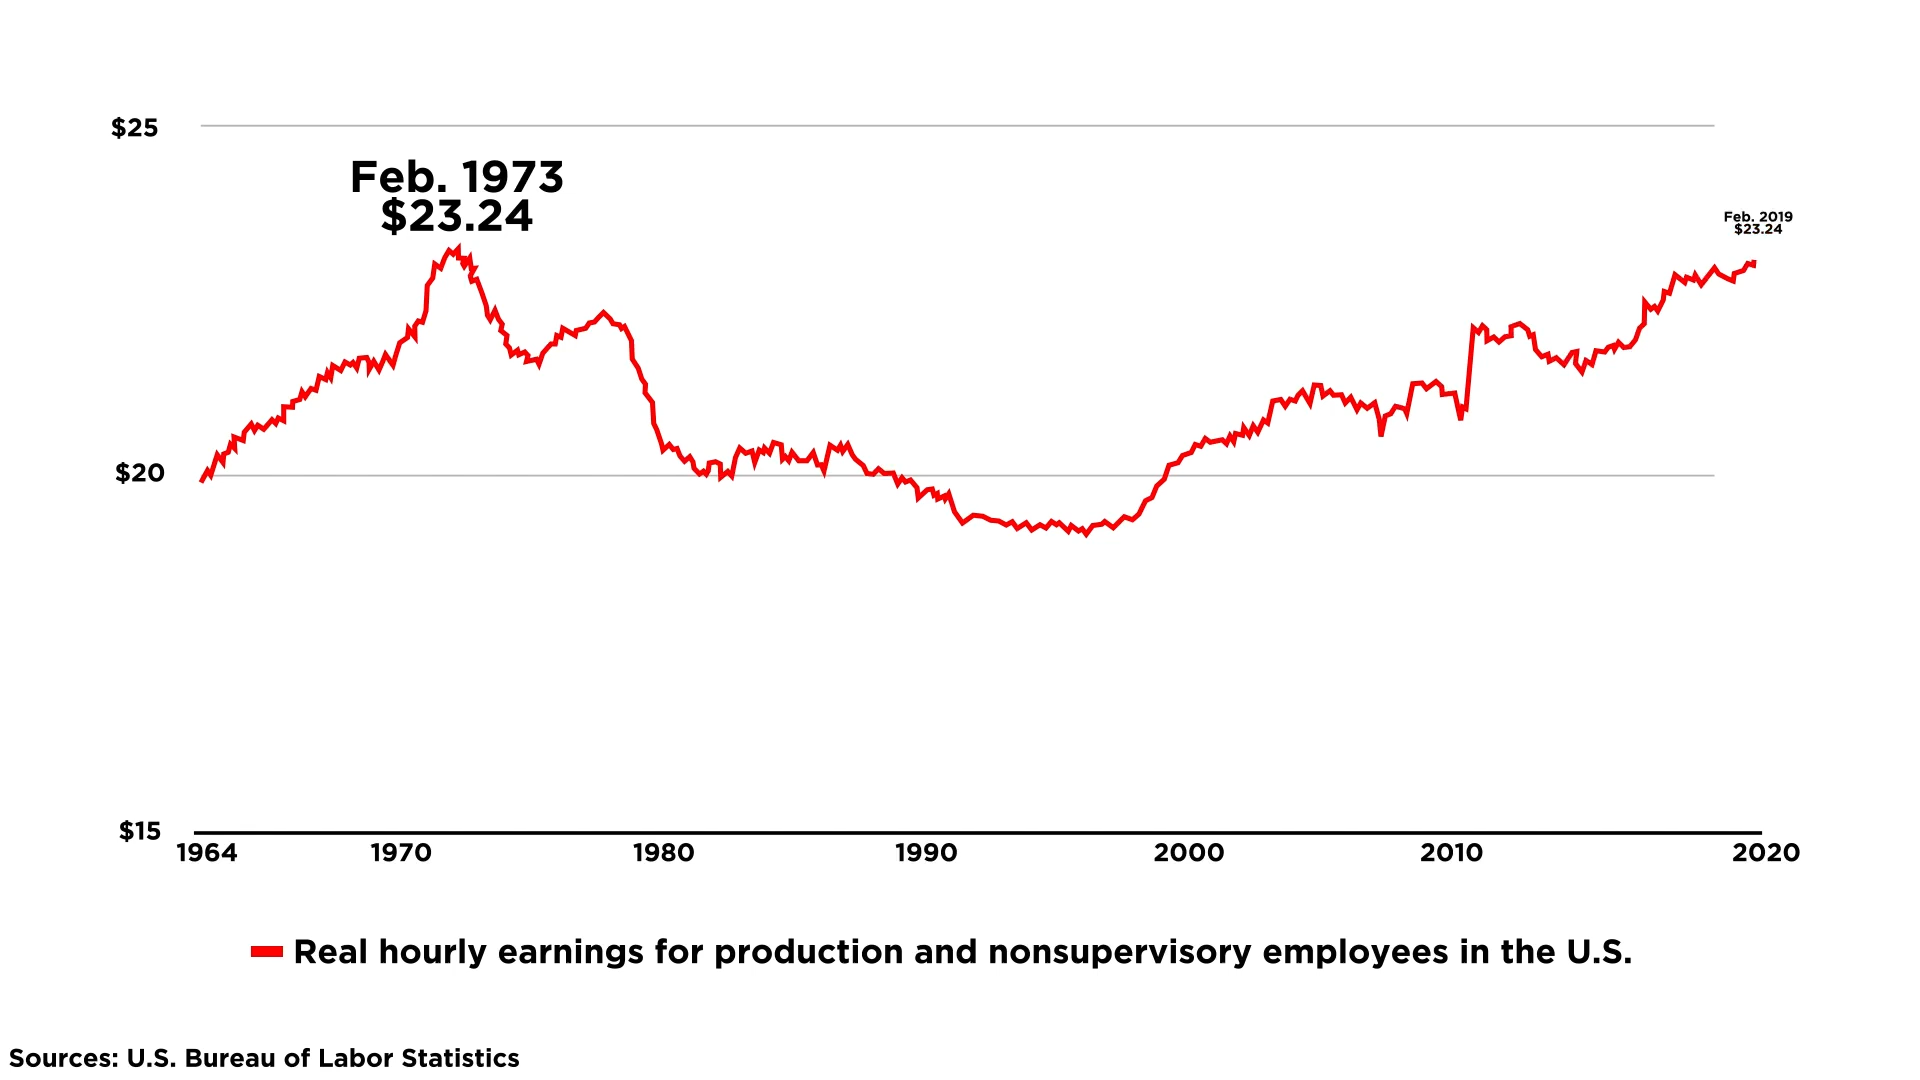 $25
Feb. 1973
$23.24
Feb. 2019
$23.24
$20
$15
1964 1970 1980 1990 2000 2010 2020
Real hourly earnings for production and nonsupervisory employees in the U.S.
Sources: U.S. Bureau of Labor Statistics